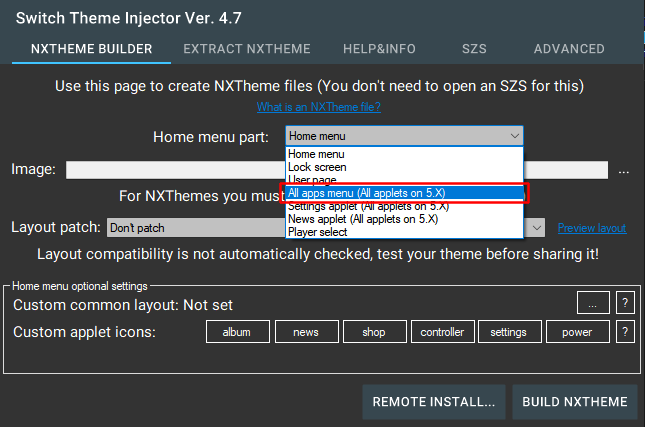 Switch Theme Injector Ver. 4.7
NXTHEME BUILDER EXTRACT NXTHEME HELP&INFO SZS ADVANCED
Use this page to create NXTheme files (You don't need to open an SZS for this)
What is an NXTheme file?
Home menu part: Home menu
Home menu
Lock screen
User page
Image: ...
All apps menu (All applets on 5.X)
For NXThemes you must
Settings applet (All applets on 5.X)
News applet (All applets on 5.X)
Player select
Layout patch: Don't patch Preview layout
Layout compatibility is not automatically checked, test your theme before sharing it!
Home menu optional settings
Custom common layout: Not set ... ?
Custom applet icons: album news shop controller settings power ?
REMOTE INSTALL... BUILD NXTHEME